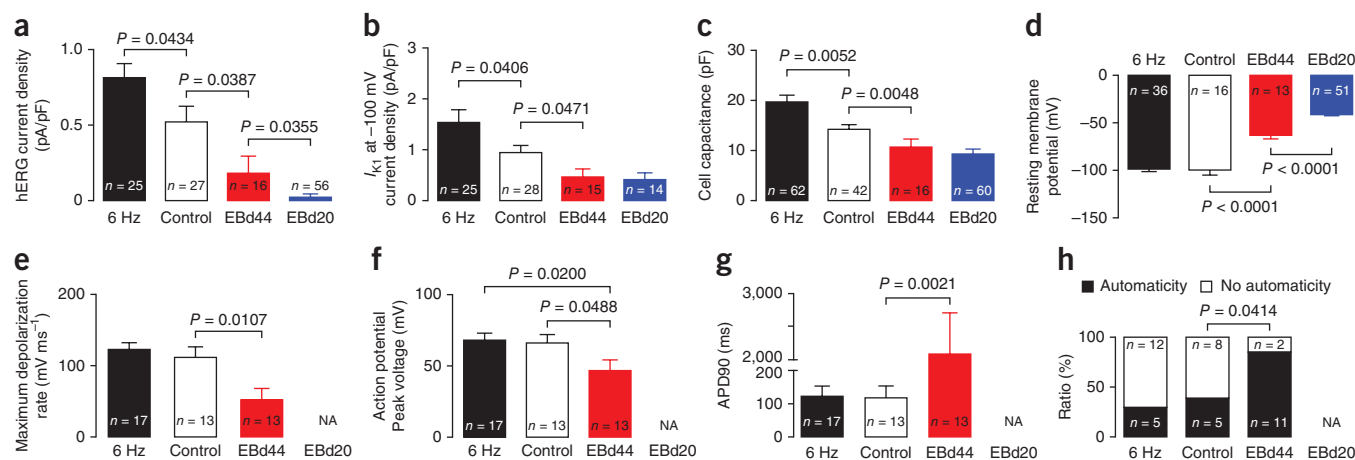 a
hERG current density
(pA/pF)
1.0
0.5
0
P = 0.0434
P = 0.0387
P = 0.0355
n = 25
n = 27
n = 16
n = 56
6 Hz
Control
EBd44
EBd20
b
IK1 at –100 mV
current density (pA/pF)
3
2
1
0
P = 0.0406
P = 0.0471
n = 25
n = 28
n = 15
n = 14
6 Hz
Control
EBd44
EBd20
c
Cell capacitance (pF)
30
20
10
0
P = 0.0052
P = 0.0048
n = 62
n = 42
n = 16
n = 60
6 Hz
Control
EBd44
EBd20
d
Resting membrane
potential (mV)
6 Hz
Control
EBd44
EBd20
0
–50
–100
–150
n = 36
n = 16
n = 13
n = 51
P < 0.0001
P < 0.0001
e
Maximum depolarization
rate (mV ms–1)
200
100
0
P = 0.0107
n = 17
n = 13
n = 13
NA
6 Hz
Control
EBd44
EBd20
f
Action potential
Peak voltage (mV)
100
50
0
P = 0.0200
P = 0.0488
n = 17
n = 13
n = 13
NA
6 Hz
Control
EBd44
EBd20
g
APD90 (ms)
3,000
2,000
200
100
0
P = 0.0021
n = 17
n = 13
n = 13
NA
6 Hz
Control
EBd44
EBd20
h
Automaticity
No automaticity
Ratio (%)
100
50
0
P = 0.0414
n = 12
n = 8
n = 2
n = 5
n = 5
n = 11
NA
6 Hz
Control
EBd44
EBd20